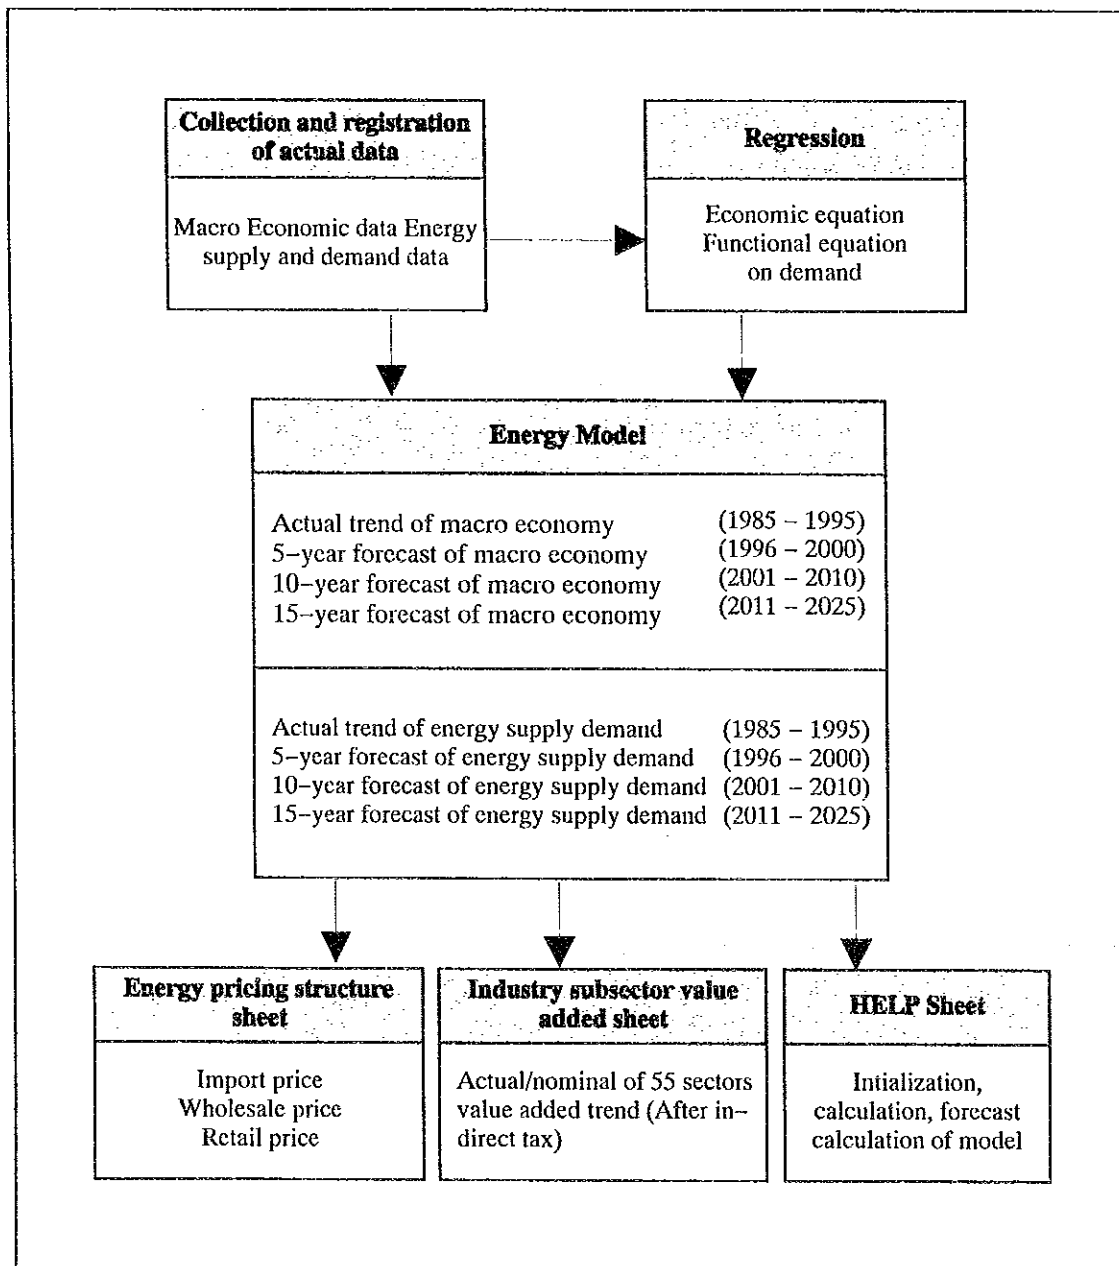 Collection and registration
of actual data
Macro Economic data Energy
supply and demand data
Regression
Economic equation
Functional equation
on demand
Energy Model
Actual trend of macro economy (1985 – 1995)
5–year forecast of macro economy (1996 – 2000)
10–year forecast of macro economy (2001 – 2010)
15–year forecast of macro economy (2011 – 2025)
Actual trend of energy supply demand (1985 – 1995)
5–year forecast of energy supply demand (1996 – 2000)
10–year forecast of energy supply demand (2001 – 2010)
15–year forecast of energy supply demand (2011 – 2025)
Energy pricing structure
sheet
Import price
Wholesale price
Retail price
Industry subsector value
added sheet
Actual/nominal of 55 sectors
value added trend (After in–
direct tax)
HELP Sheet
Intialization,
calculation, forecast
calculation of model